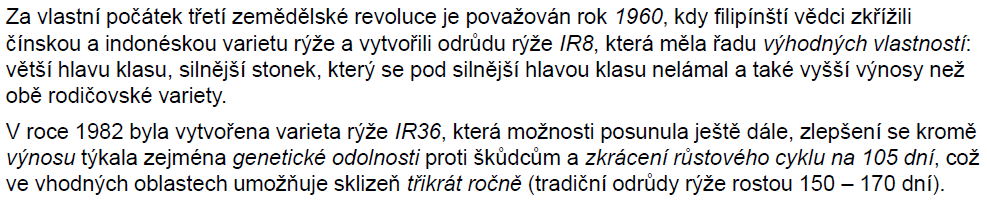 Za vlastní počátek třetí zemědělské revoluce je považován rok 1960, kdy filipínští vědci zkřížili
čínskou a indonéskou varietu rýže a vytvořili odrůdu rýže IR8, která měla řadu výhodných vlastností:
větší hlavu klasu, silnější stonek, který se pod silnější hlavou klasu nelámal a také vyšší výnosy než
obě rodičovské variety.
V roce 1982 byla vytvořena varieta rýže IR36, která možnosti posunula ještě dále, zlepšení se kromě
výnosu týkala zejména genetické odolnosti proti škůdcům a zkrácení růstového cyklu na 105 dní, což
ve vhodných oblastech umožňuje sklizeň třikrát ročně (tradiční odrůdy rýže rostou 150 – 170 dní).